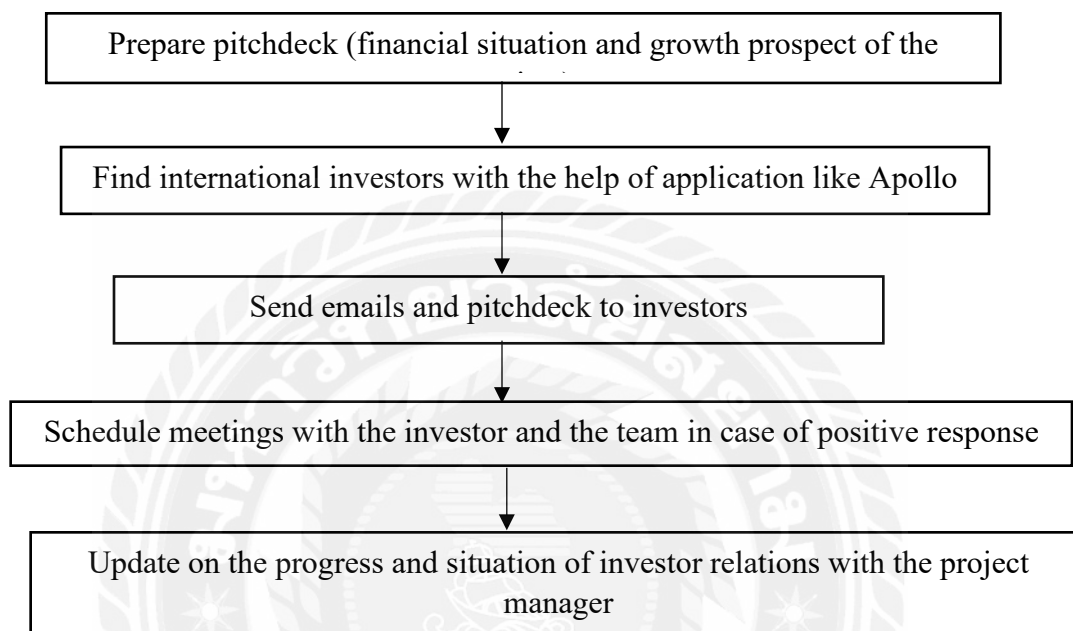 Prepare pitchdeck (financial situation and growth prospect of the
Find international investors with the help of application like Apollo
Send emails and pitchdeck to investors
Schedule meetings with the investor and the team in case of positive response
Update on the progress and situation of investor relations with the project
manager